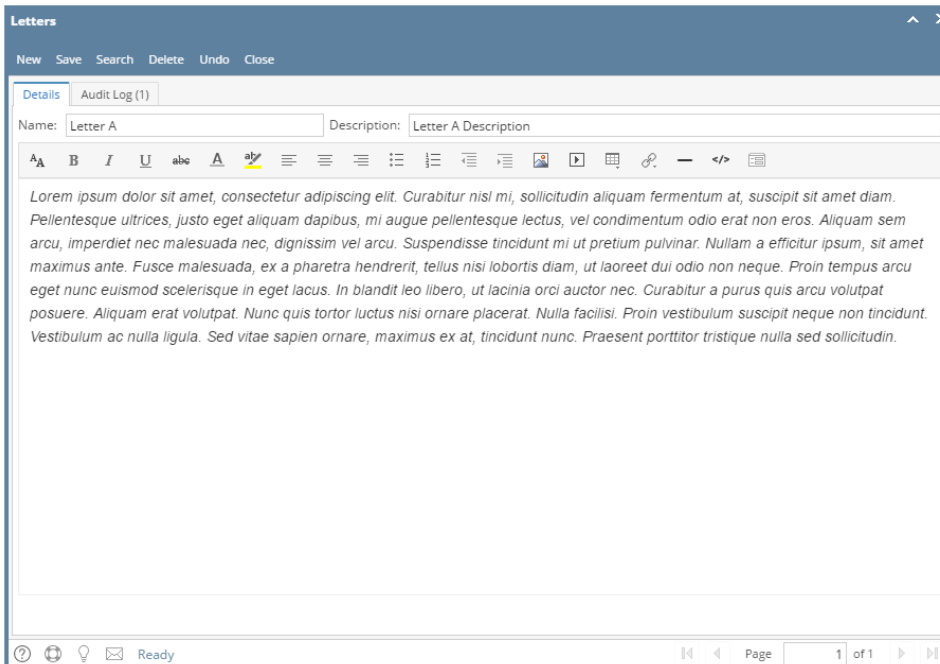 Letters
New Save Search Delete Undo Close
Details Audit Log (1)
Name: Letter A Description: Letter A Description
AA B I U abc A ab </>
Lorem ipsum dolor sit amet, consectetur adipiscing elit. Curabitur nisl mi, sollicitudin aliquam fermentum at, suscipit sit amet diam.
Pellentesque ultrices, justo eget aliquam dapibus, mi augue pellentesque lectus, vel condimentum odio erat non eros. Aliquam sem
arcu, imperdiet nec malesuada nec, dignissim vel arcu. Suspendisse tincidunt mi ut pretium pulvinar. Nullam a efficitur ipsum, sit amet
maximus ante. Fusce malesuada, ex a pharetra hendrerit, tellus nisi lobortis diam, ut laoreet dui odio non neque. Proin tempus arcu
eget nunc euismod scelerisque in eget lacus. In blandit leo libero, ut lacinia orci auctor nec. Curabitur a purus quis arcu volutpat
posuere. Aliquam erat volutpat. Nunc quis tortor luctus nisi ornare placerat. Nulla facilisi. Proin vestibulum suscipit neque non tincidunt.
Vestibulum ac nulla ligula. Sed vitae sapien ornare, maximus ex at, tincidunt nunc. Praesent porttitor tristique nulla sed sollicitudin.
Ready Page 1 of 1